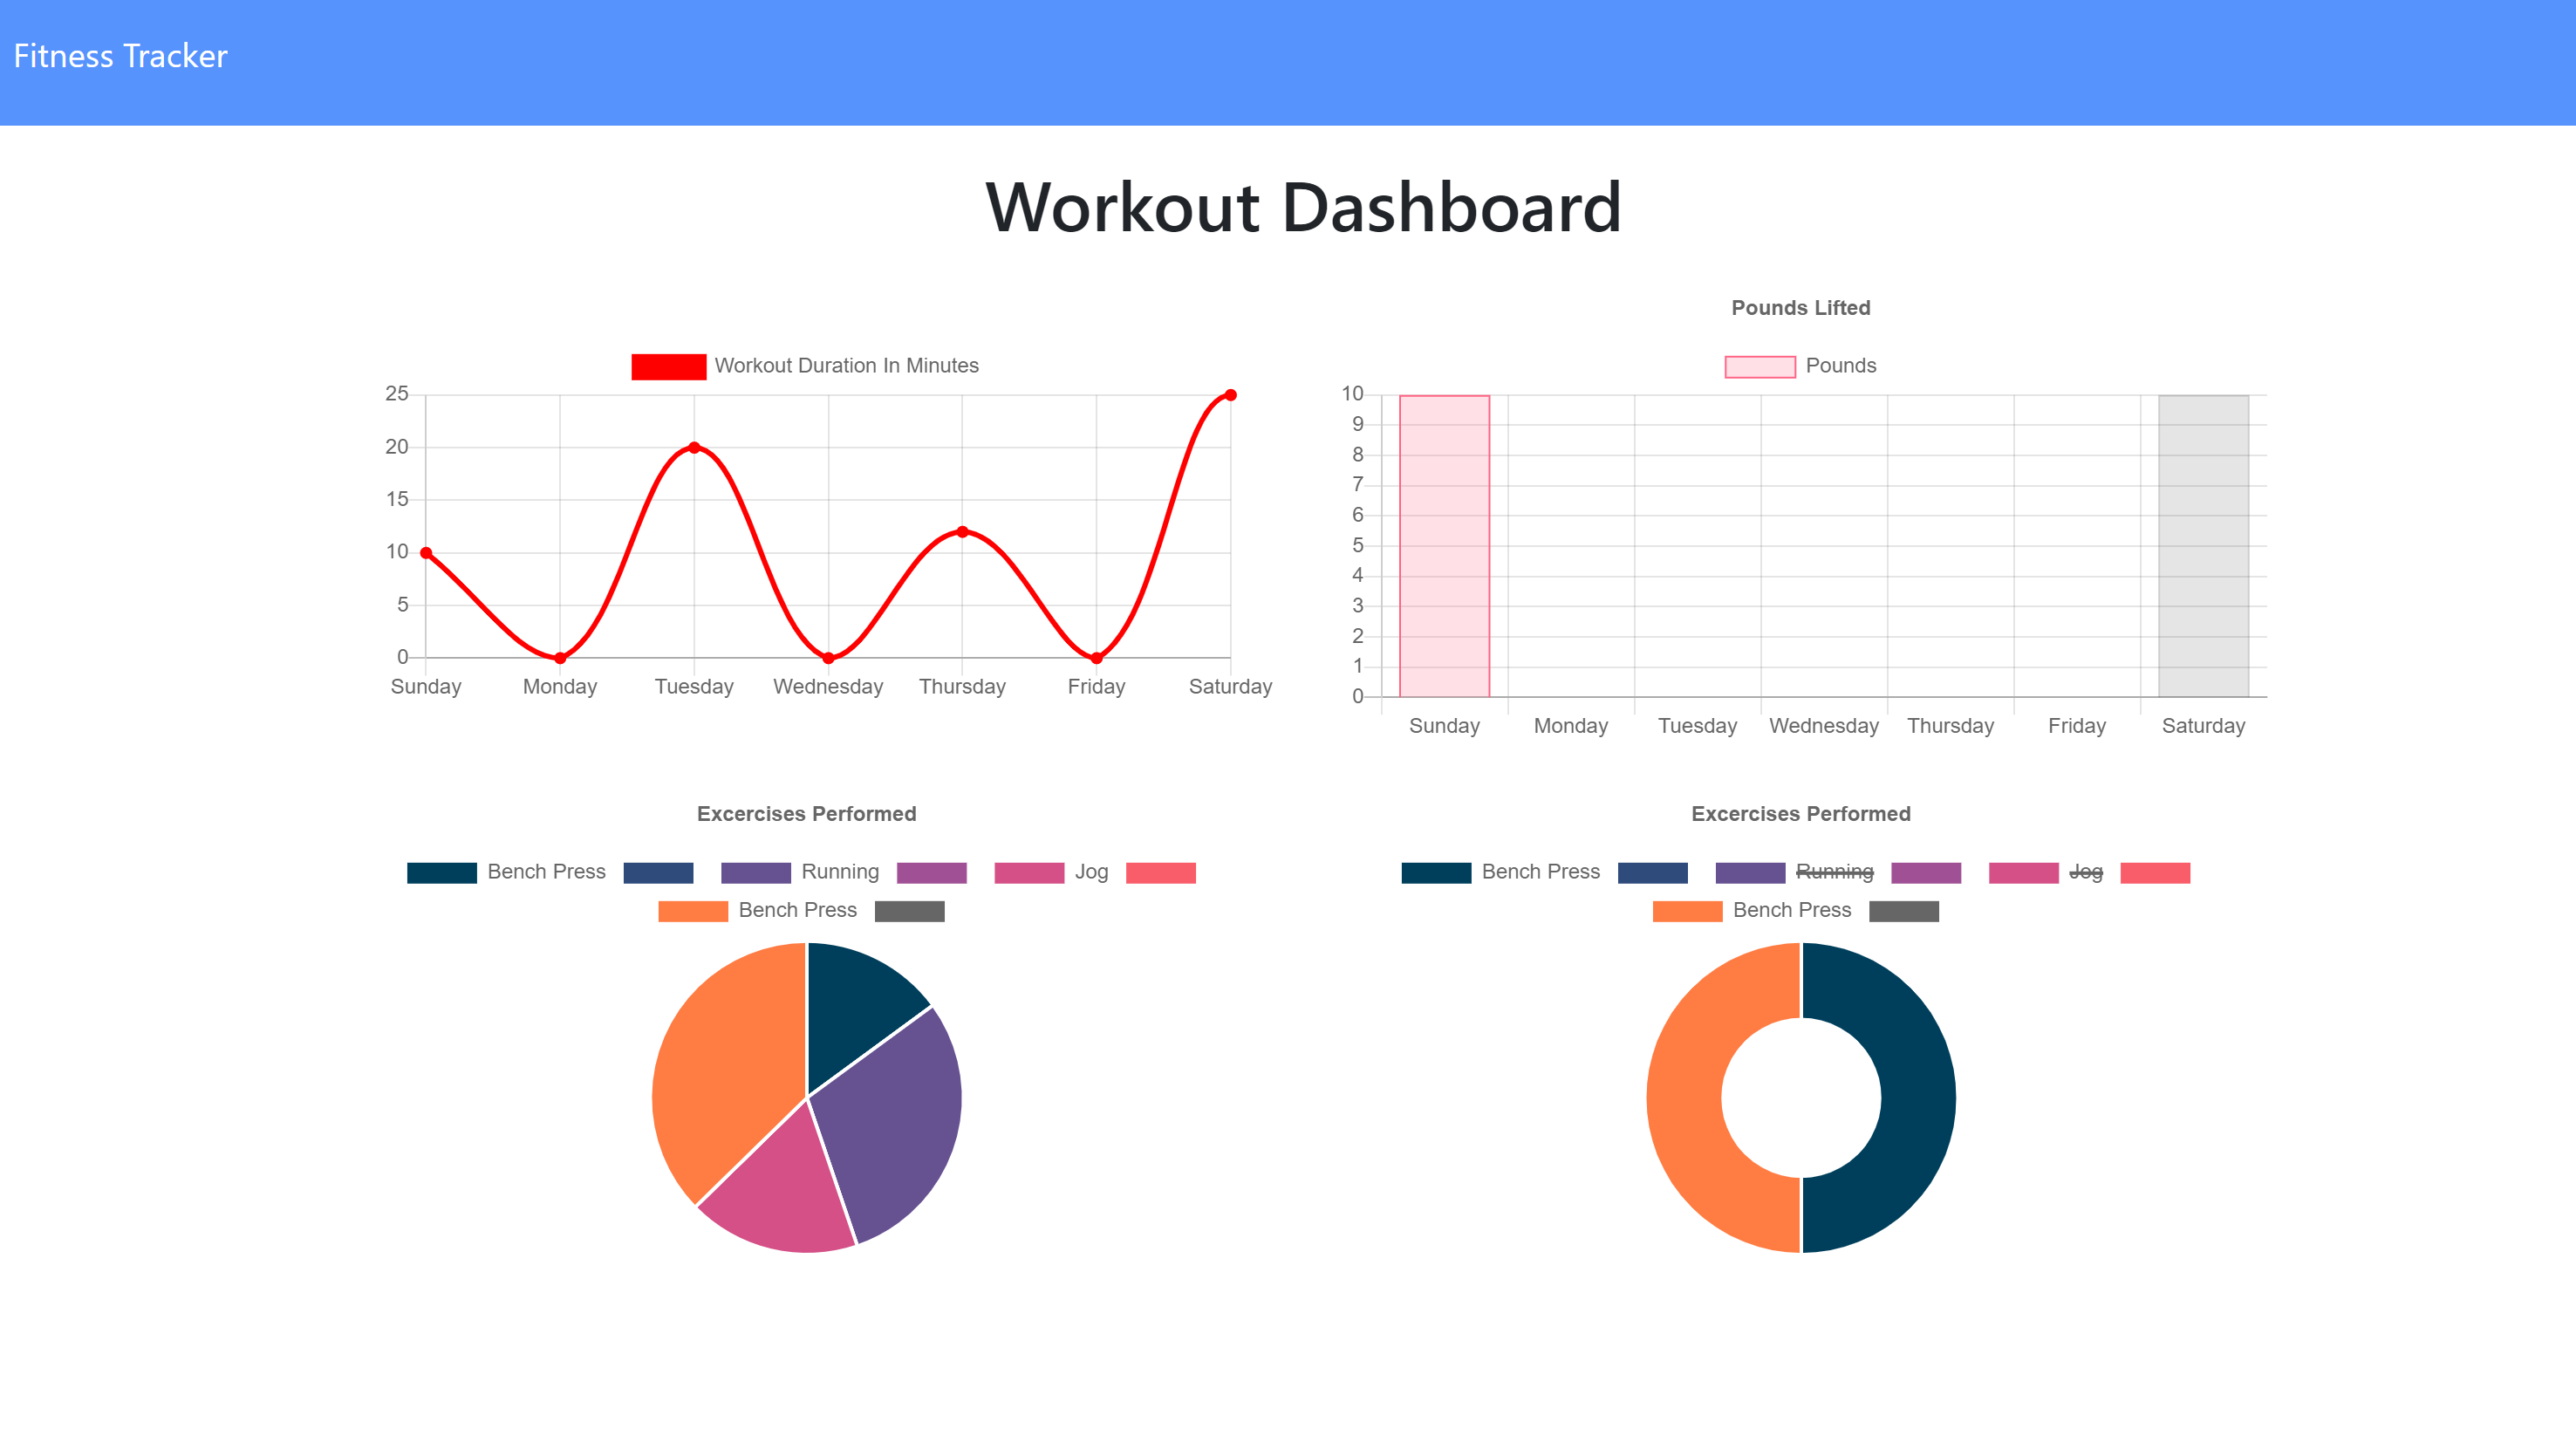 Fitness Tracker
Workout Dashboard
Workout Duration In Minutes
25
20
15
10
5
0
Sunday Monday Tuesday Wednesday Thursday Friday Saturday
Pounds Lifted
Pounds
10
9
8
7
6
5
4
3
2
1
0
Sunday Monday Tuesday Wednesday Thursday Friday Saturday
Excercises Performed
Bench Press Running Jog
Bench Press
Excercises Performed
Bench Press Running Jog
Bench Press